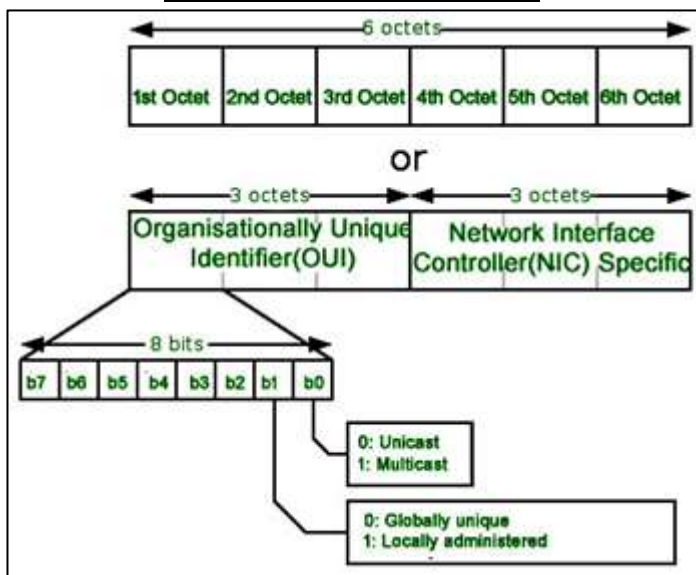 6 octets
1st Octet 2nd Octet 3rd Octet 4th Octet 5th Octet 6th Octet
or
3 octets 3 octets
Organisationally Unique
Identifier(OUI)
Network Interface
Controller(NIC) Specific
8 bits
b7 b6 b5 b4 b3 b2 b1 b0
0: Unicast
1: Multicast
0: Globally unique
1: Locally administered